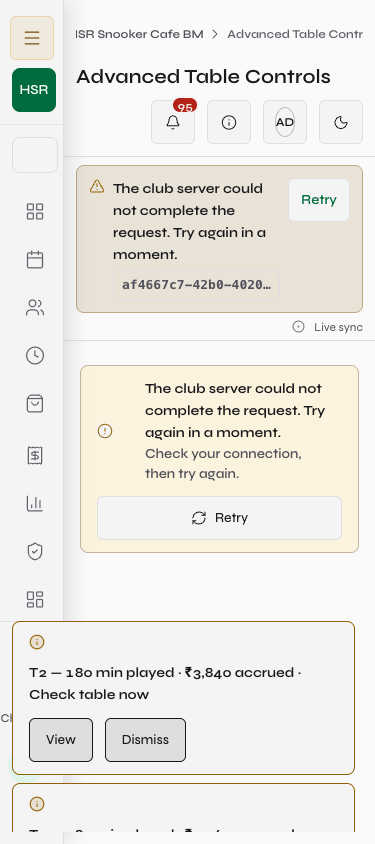 HSR Snooker Cafe BM > Advanced Table Contr
HSR
Advanced Table Controls
95
AD
The club server could
not complete the
request. Try again in a
moment.
Retry
af4667c7-42b0-4020…
Live sync
The club server could not
complete the request. Try
again in a moment.
Check your connection,
then try again.
Retry
T2 — 180 min played · ₹3,840 accrued ·
Check table now
View
Dismiss